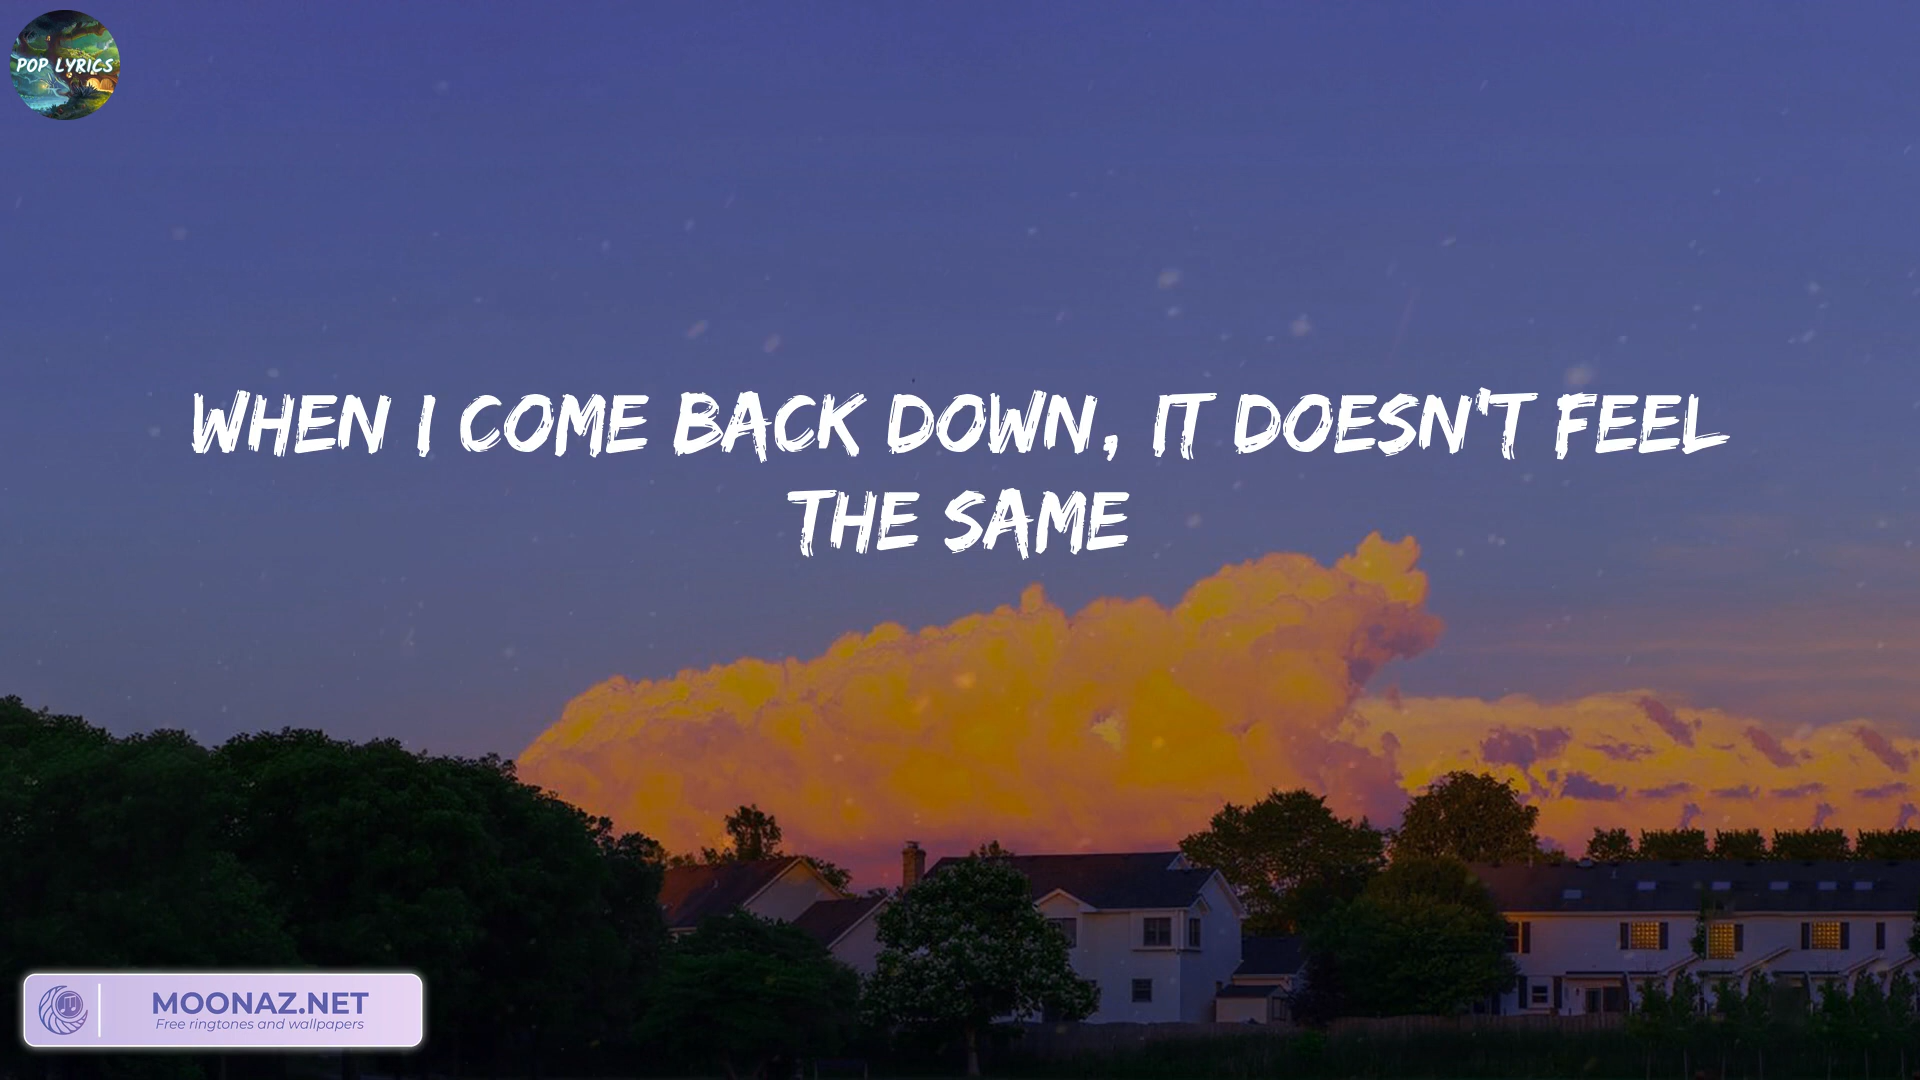 POP LYRICS
WHEN I COME BACK DOWN, IT DOESN'T FEEL
THE SAME
MOONAZ.NET
Free ringtones and wallpapers